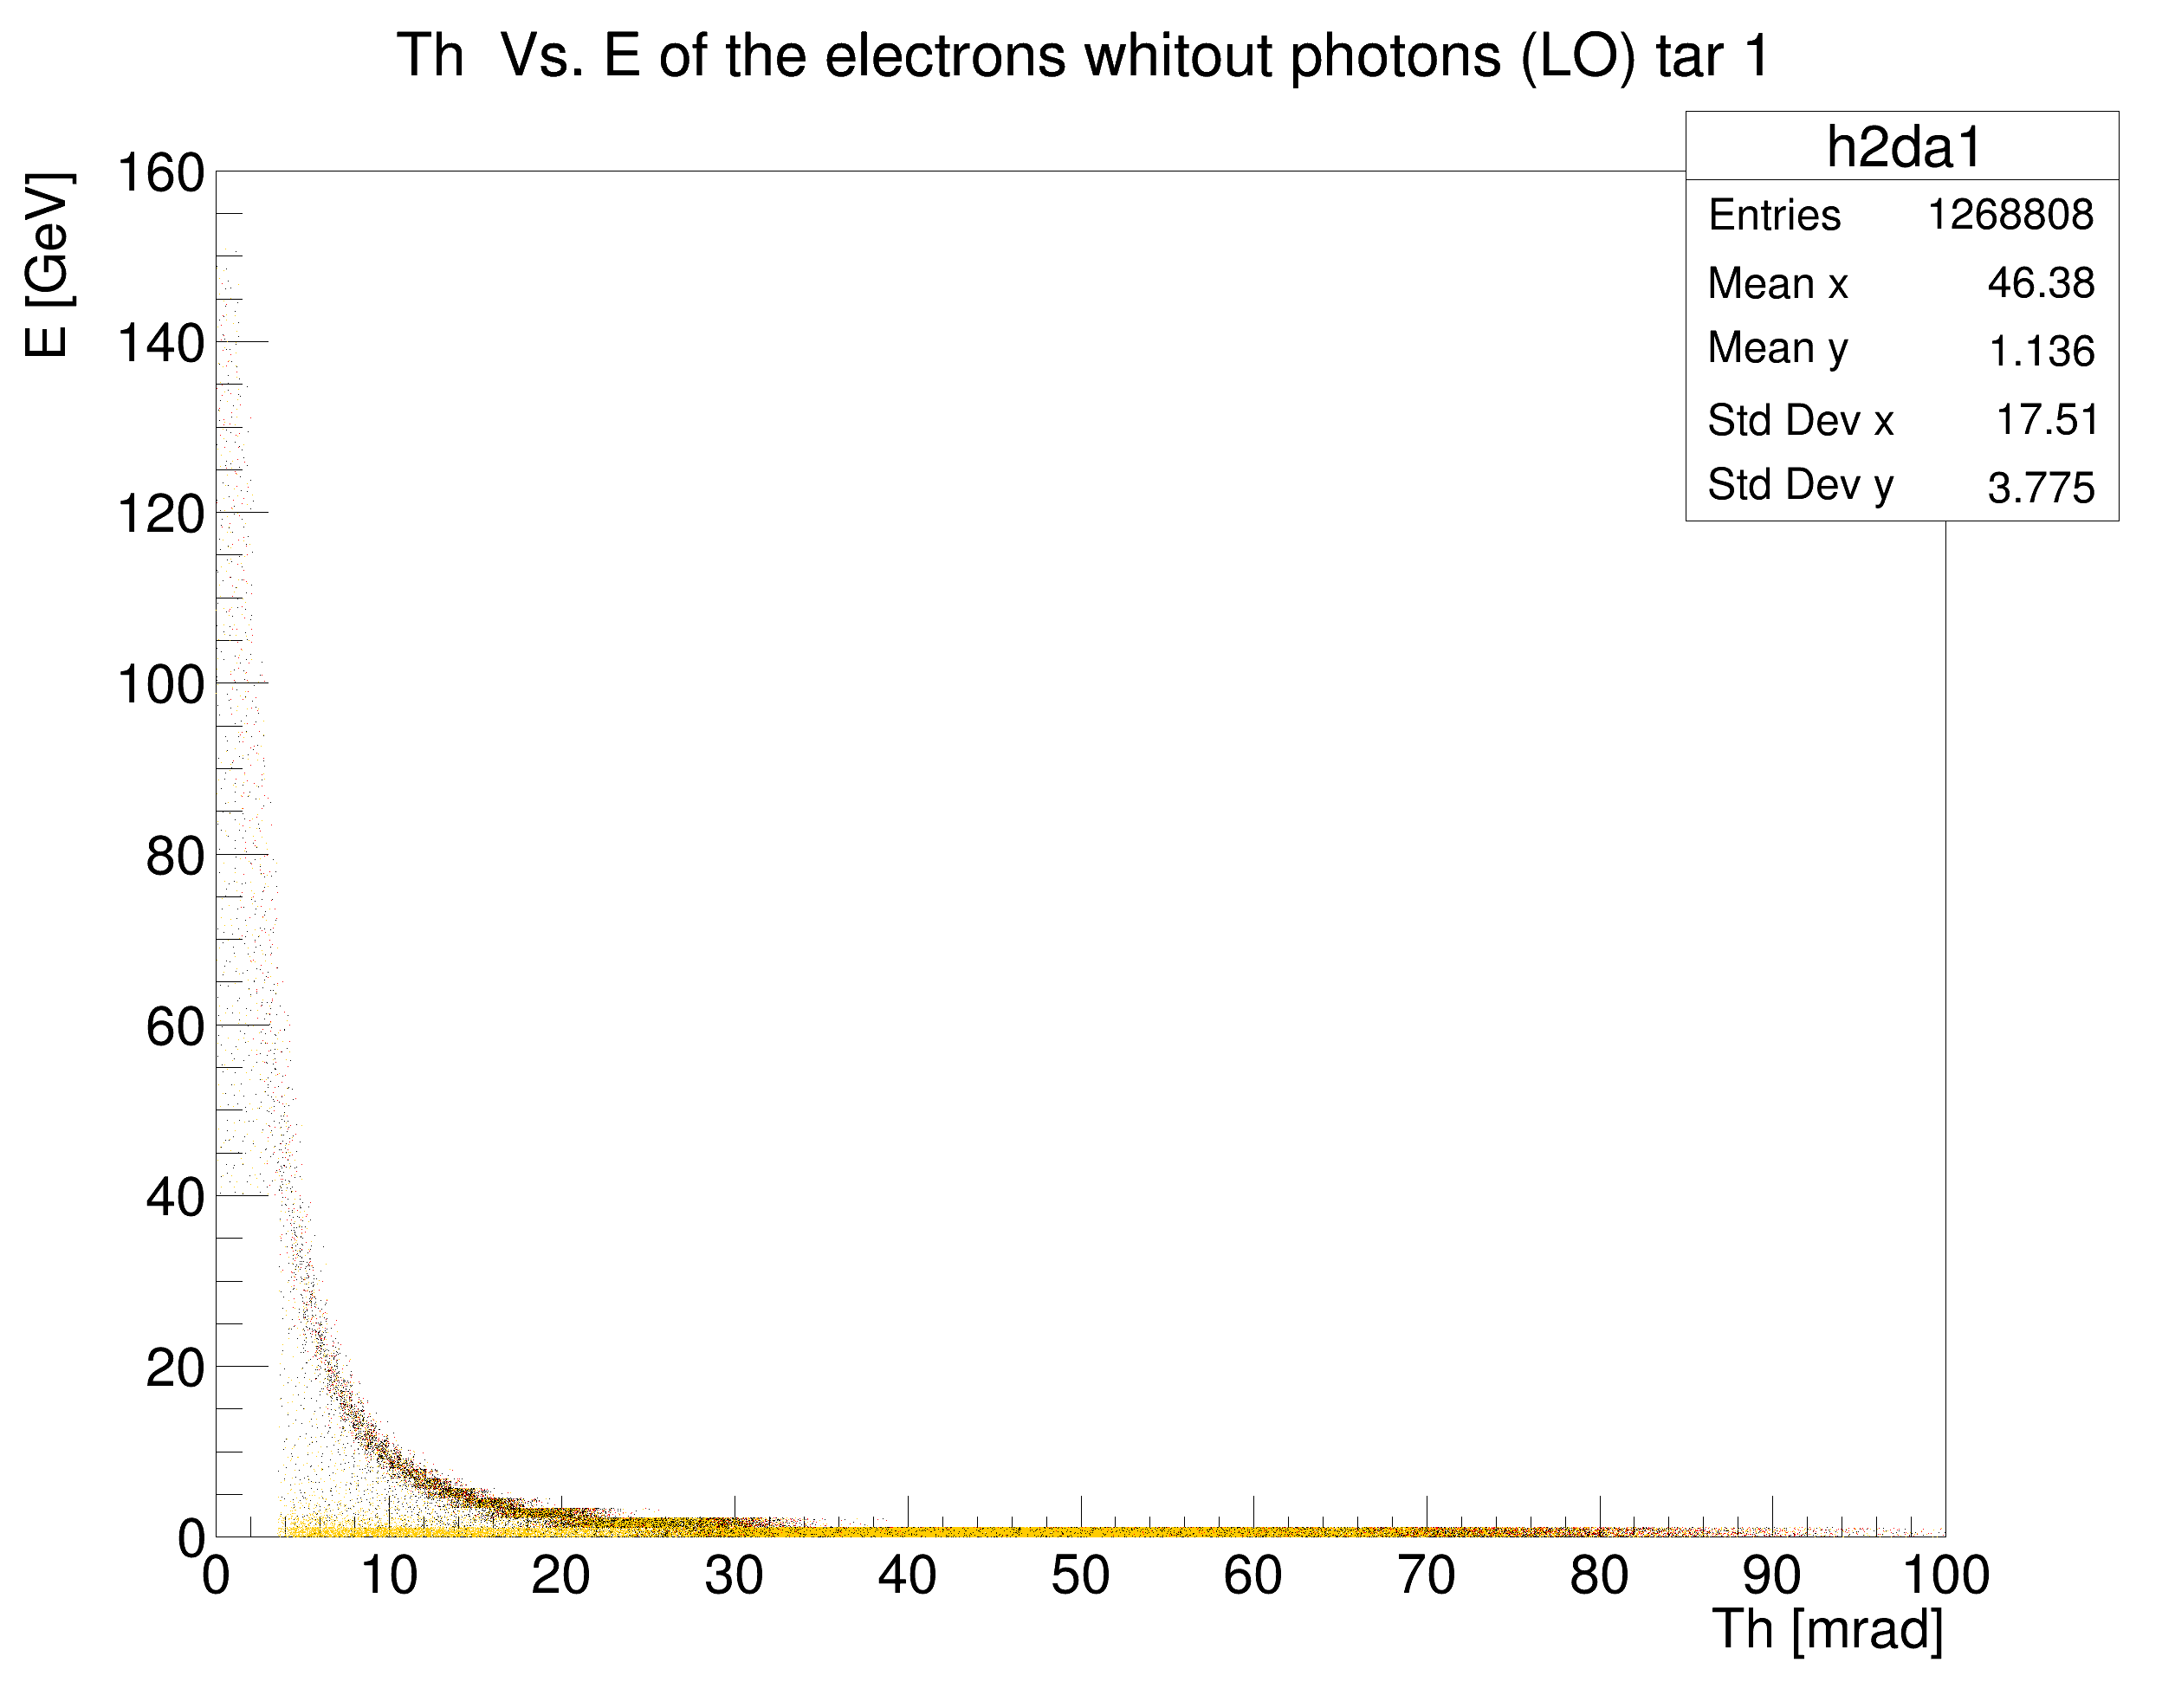 Th  Vs. E of the electrons whitout photons (LO) tar 1
h2da1
Entries 1268808
Mean x 46.38
Mean y 1.136
Std Dev x 17.51
Std Dev y 3.775
E [GeV]
160
140
120
100
80
60
40
20
0
0 10 20 30 40 50 60 70 80 90 100
Th [mrad]